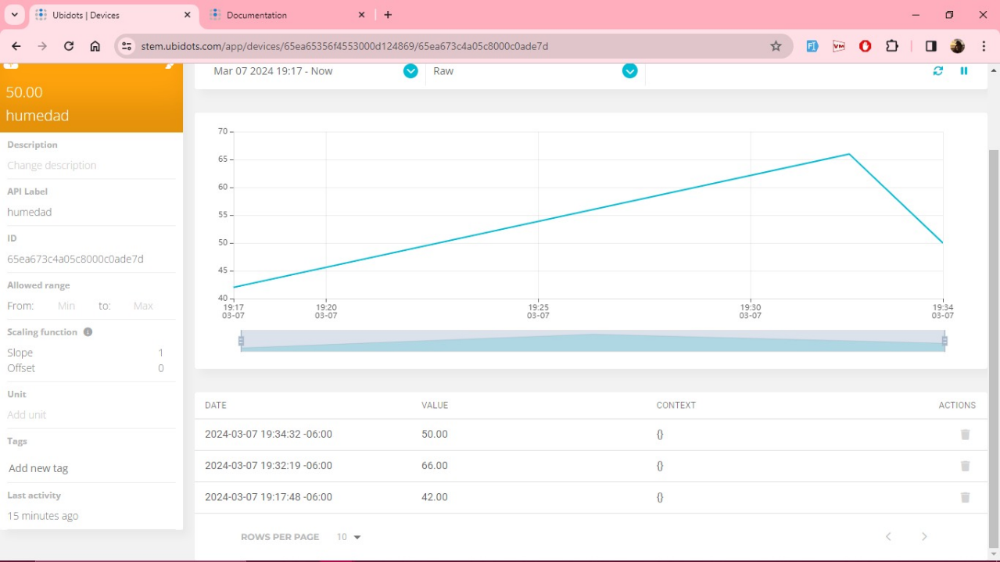 Ubidots | Devices
Documentation
stem.ubidots.com/app/devices/65ea65356f4553000d124869/65ea673c4a05c8000c0ade7d
Mar 07 2024 19:17 - Now
Raw
50.00
humedad
Description
Change description
API Label
humedad
ID
65ea673c4a05c8000c0ade7d
Allowed range
From: Min to: Max
Scaling function
Slope 1
Offset 0
Unit
Add unit
Tags
Add new tag
Last activity
15 minutes ago
70
65
60
55
50
45
40
19:17 19:20 19:25 19:30 19:34
03-07 03-07 03-07 03-07 03-07
DATE VALUE CONTEXT ACTIONS
2024-03-07 19:34:32 -06:00 50.00 {}
2024-03-07 19:32:19 -06:00 66.00 {}
2024-03-07 19:17:48 -06:00 42.00 {}
ROWS PER PAGE 10